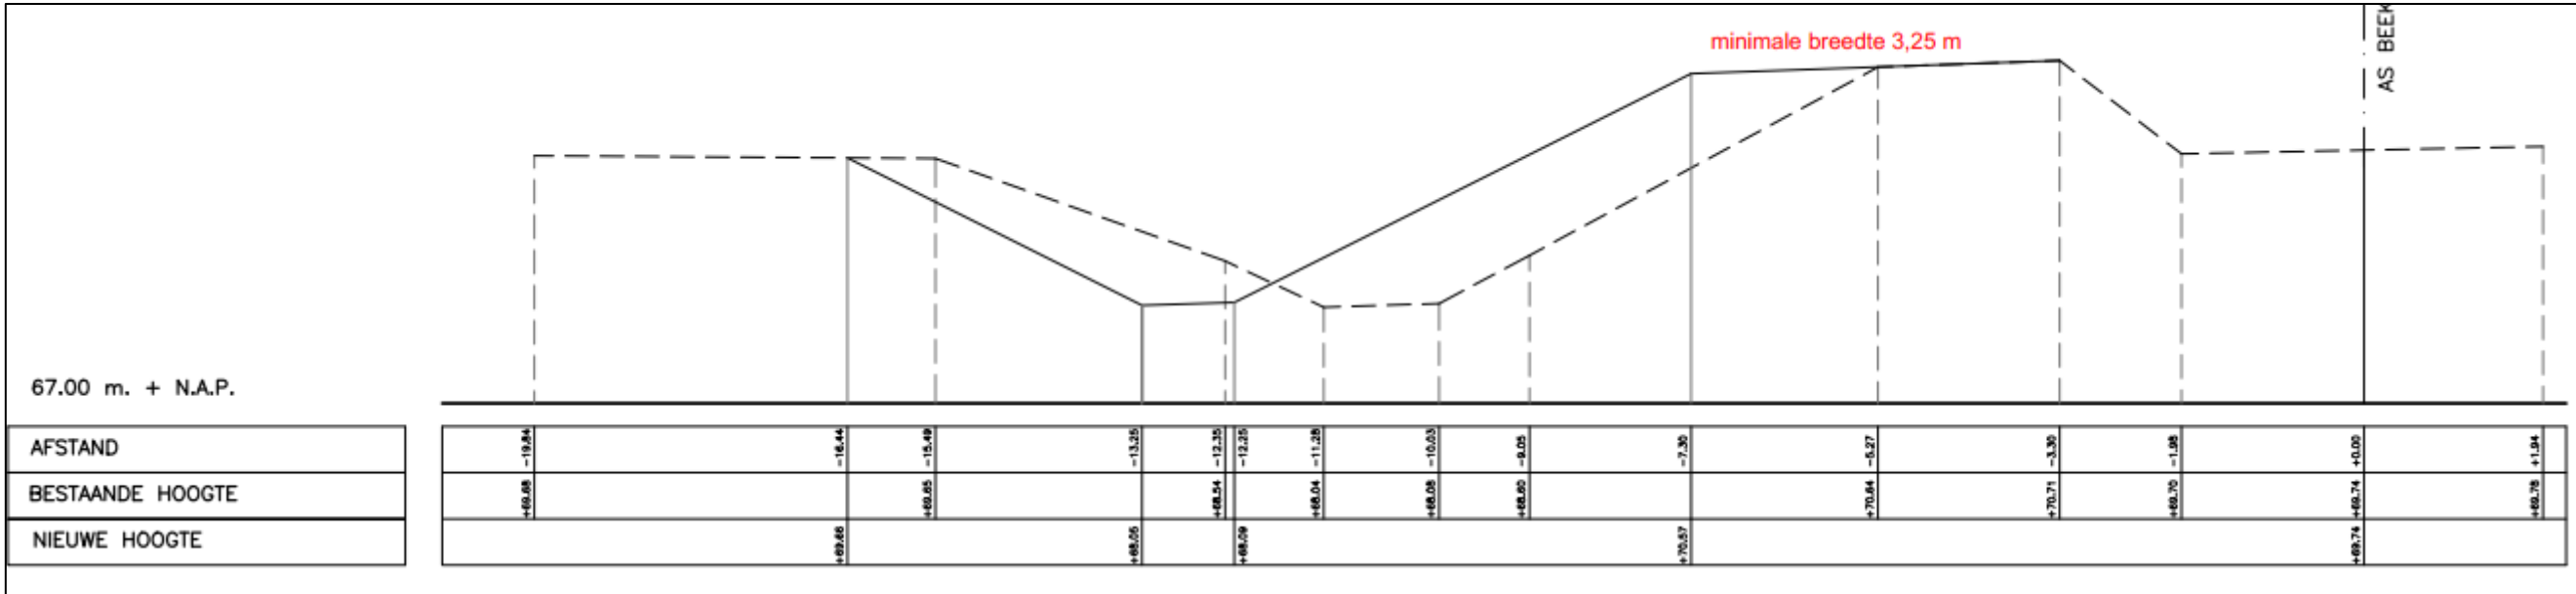 minimale breedte 3,25 m
AS BEEK
67.00 m. + N.A.P.
AFSTAND
-19.84 -16.44 -15.49 -13.25 -12.35 -12.25 -11.28 -10.03 -9.05 -7.30 -5.27 -3.30 -1.98 +0.00 +1.94
BESTAANDE HOOGTE
+69.68 +69.65 +68.54 +68.04 +68.08 +68.60 +70.64 +70.71 +69.70 +69.74 +69.78
NIEUWE HOOGTE
+69.66 +68.05 +68.09 +70.57 +69.74